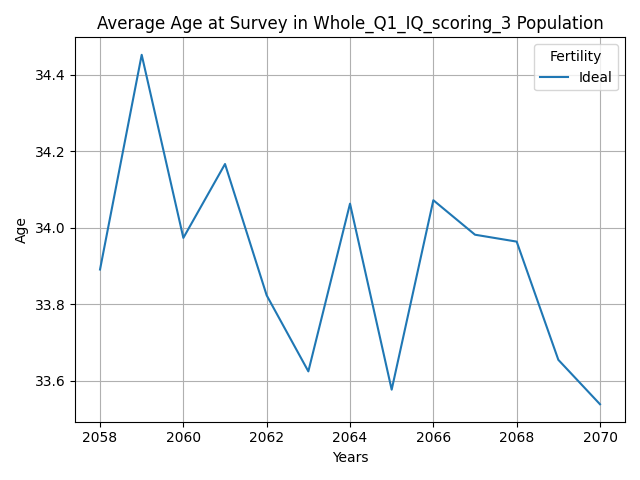 Average Age at Survey in Whole_Q1_IQ_scoring_3 Population
Fertility
Ideal
34.4
34.2
34.0
33.8
33.6
Age
2058 2060 2062 2064 2066 2068 2070
Years